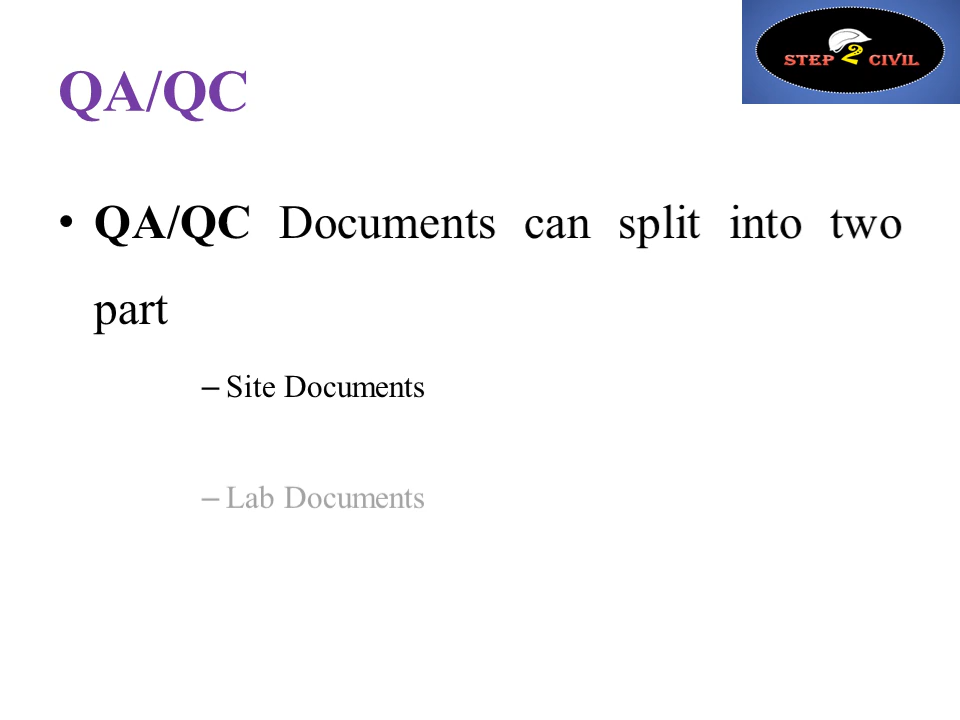 STEP 2 CIVIL
QA/QC
• QA/QC Documents can split into two
part
– Site Documents
– Lab Documents